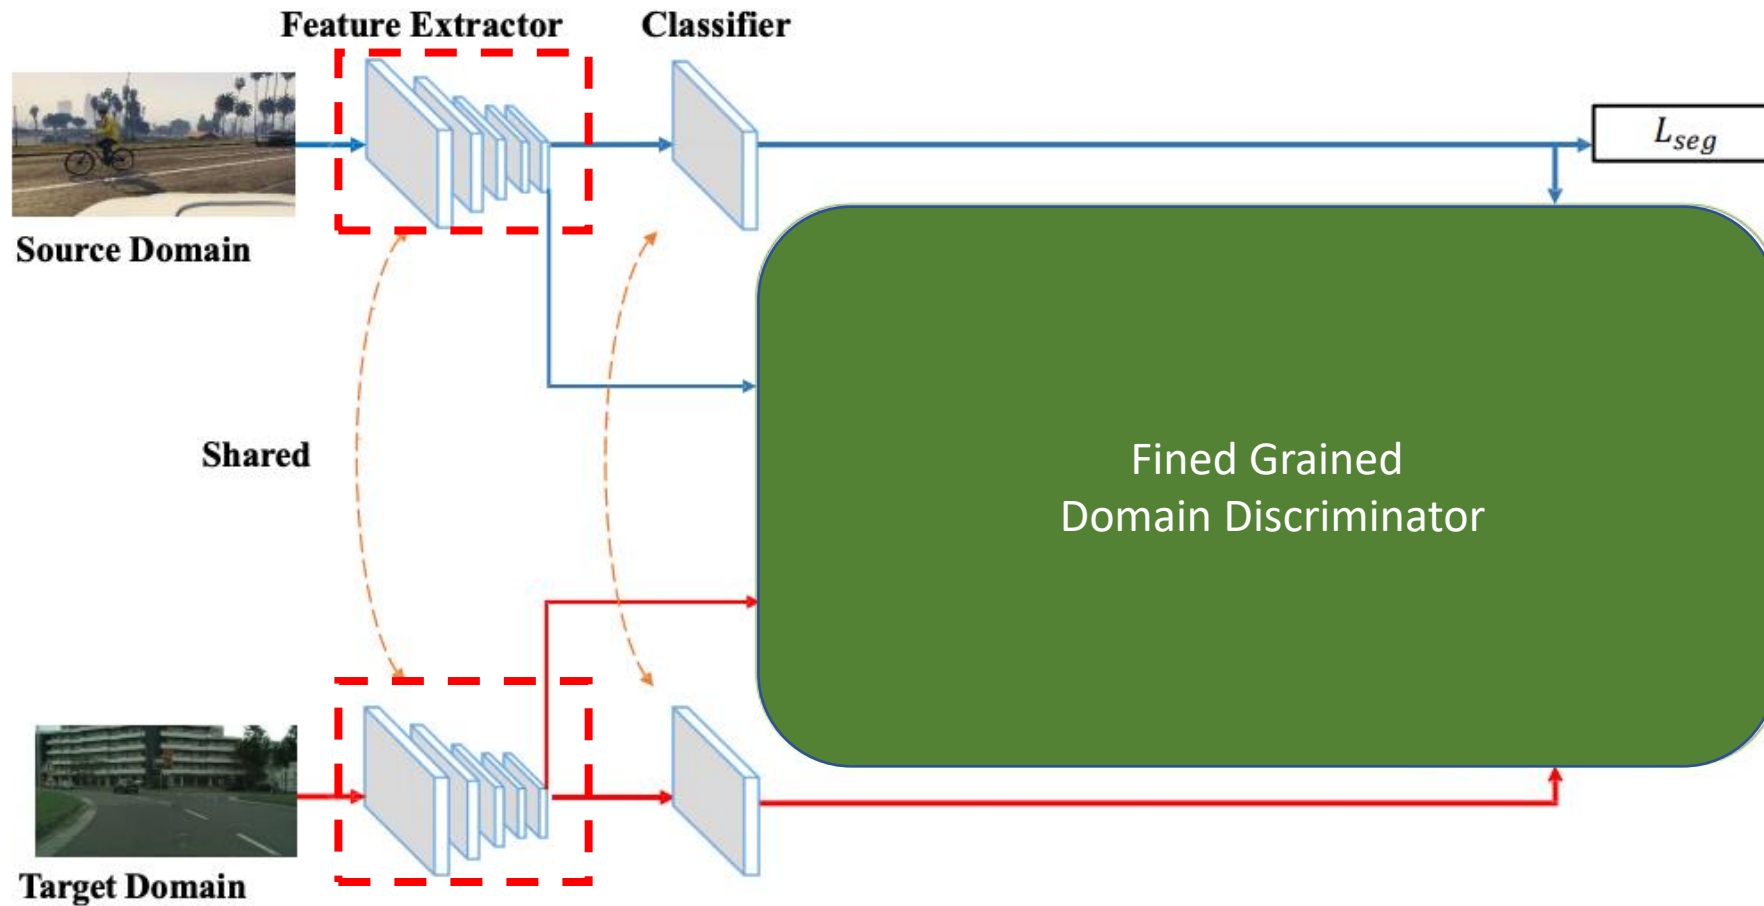 Feature Extractor
Classifier
L_seg
Source Domain
Shared
Fined Grained
Domain Discriminator
Target Domain